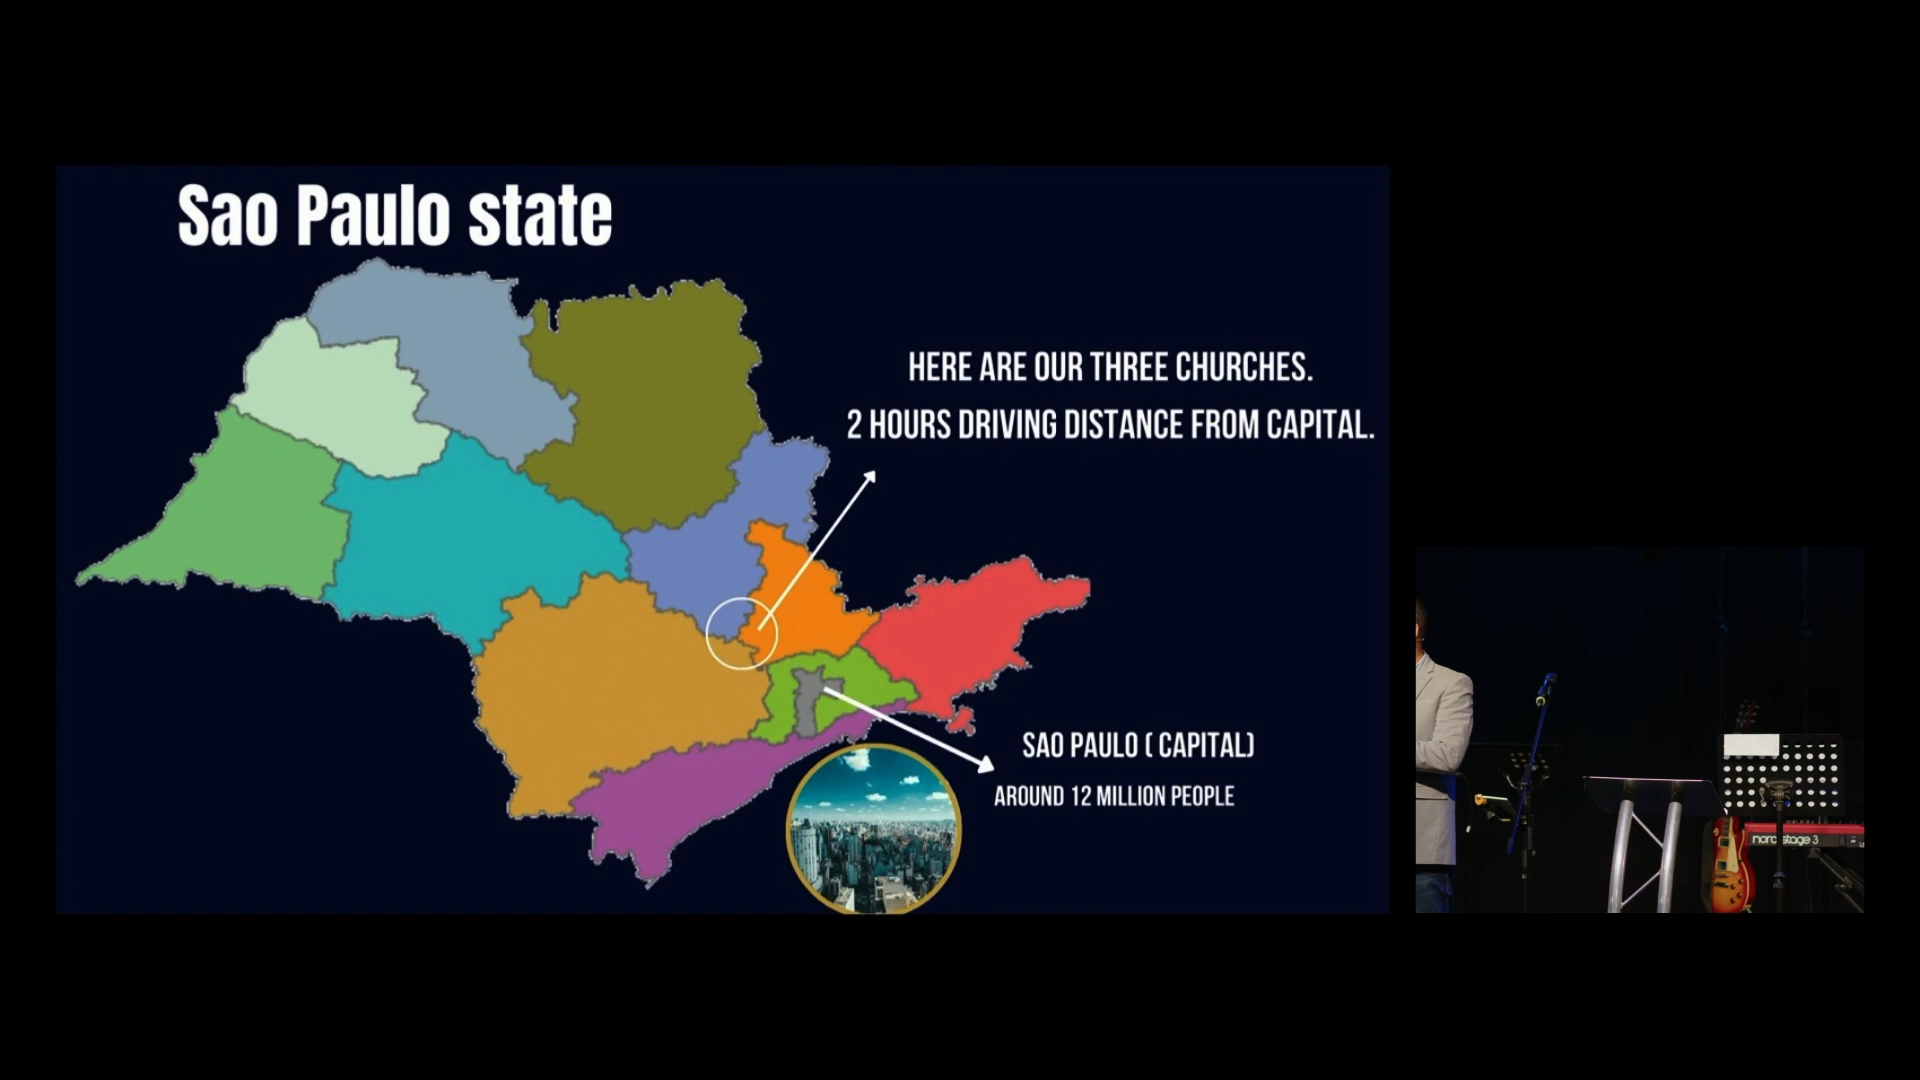 Sao Paulo state
HERE ARE OUR THREE CHURCHES.
2 HOURS DRIVING DISTANCE FROM CAPITAL.
SAO PAULO ( CAPITAL)
AROUND 12 MILLION PEOPLE
nord stage 3